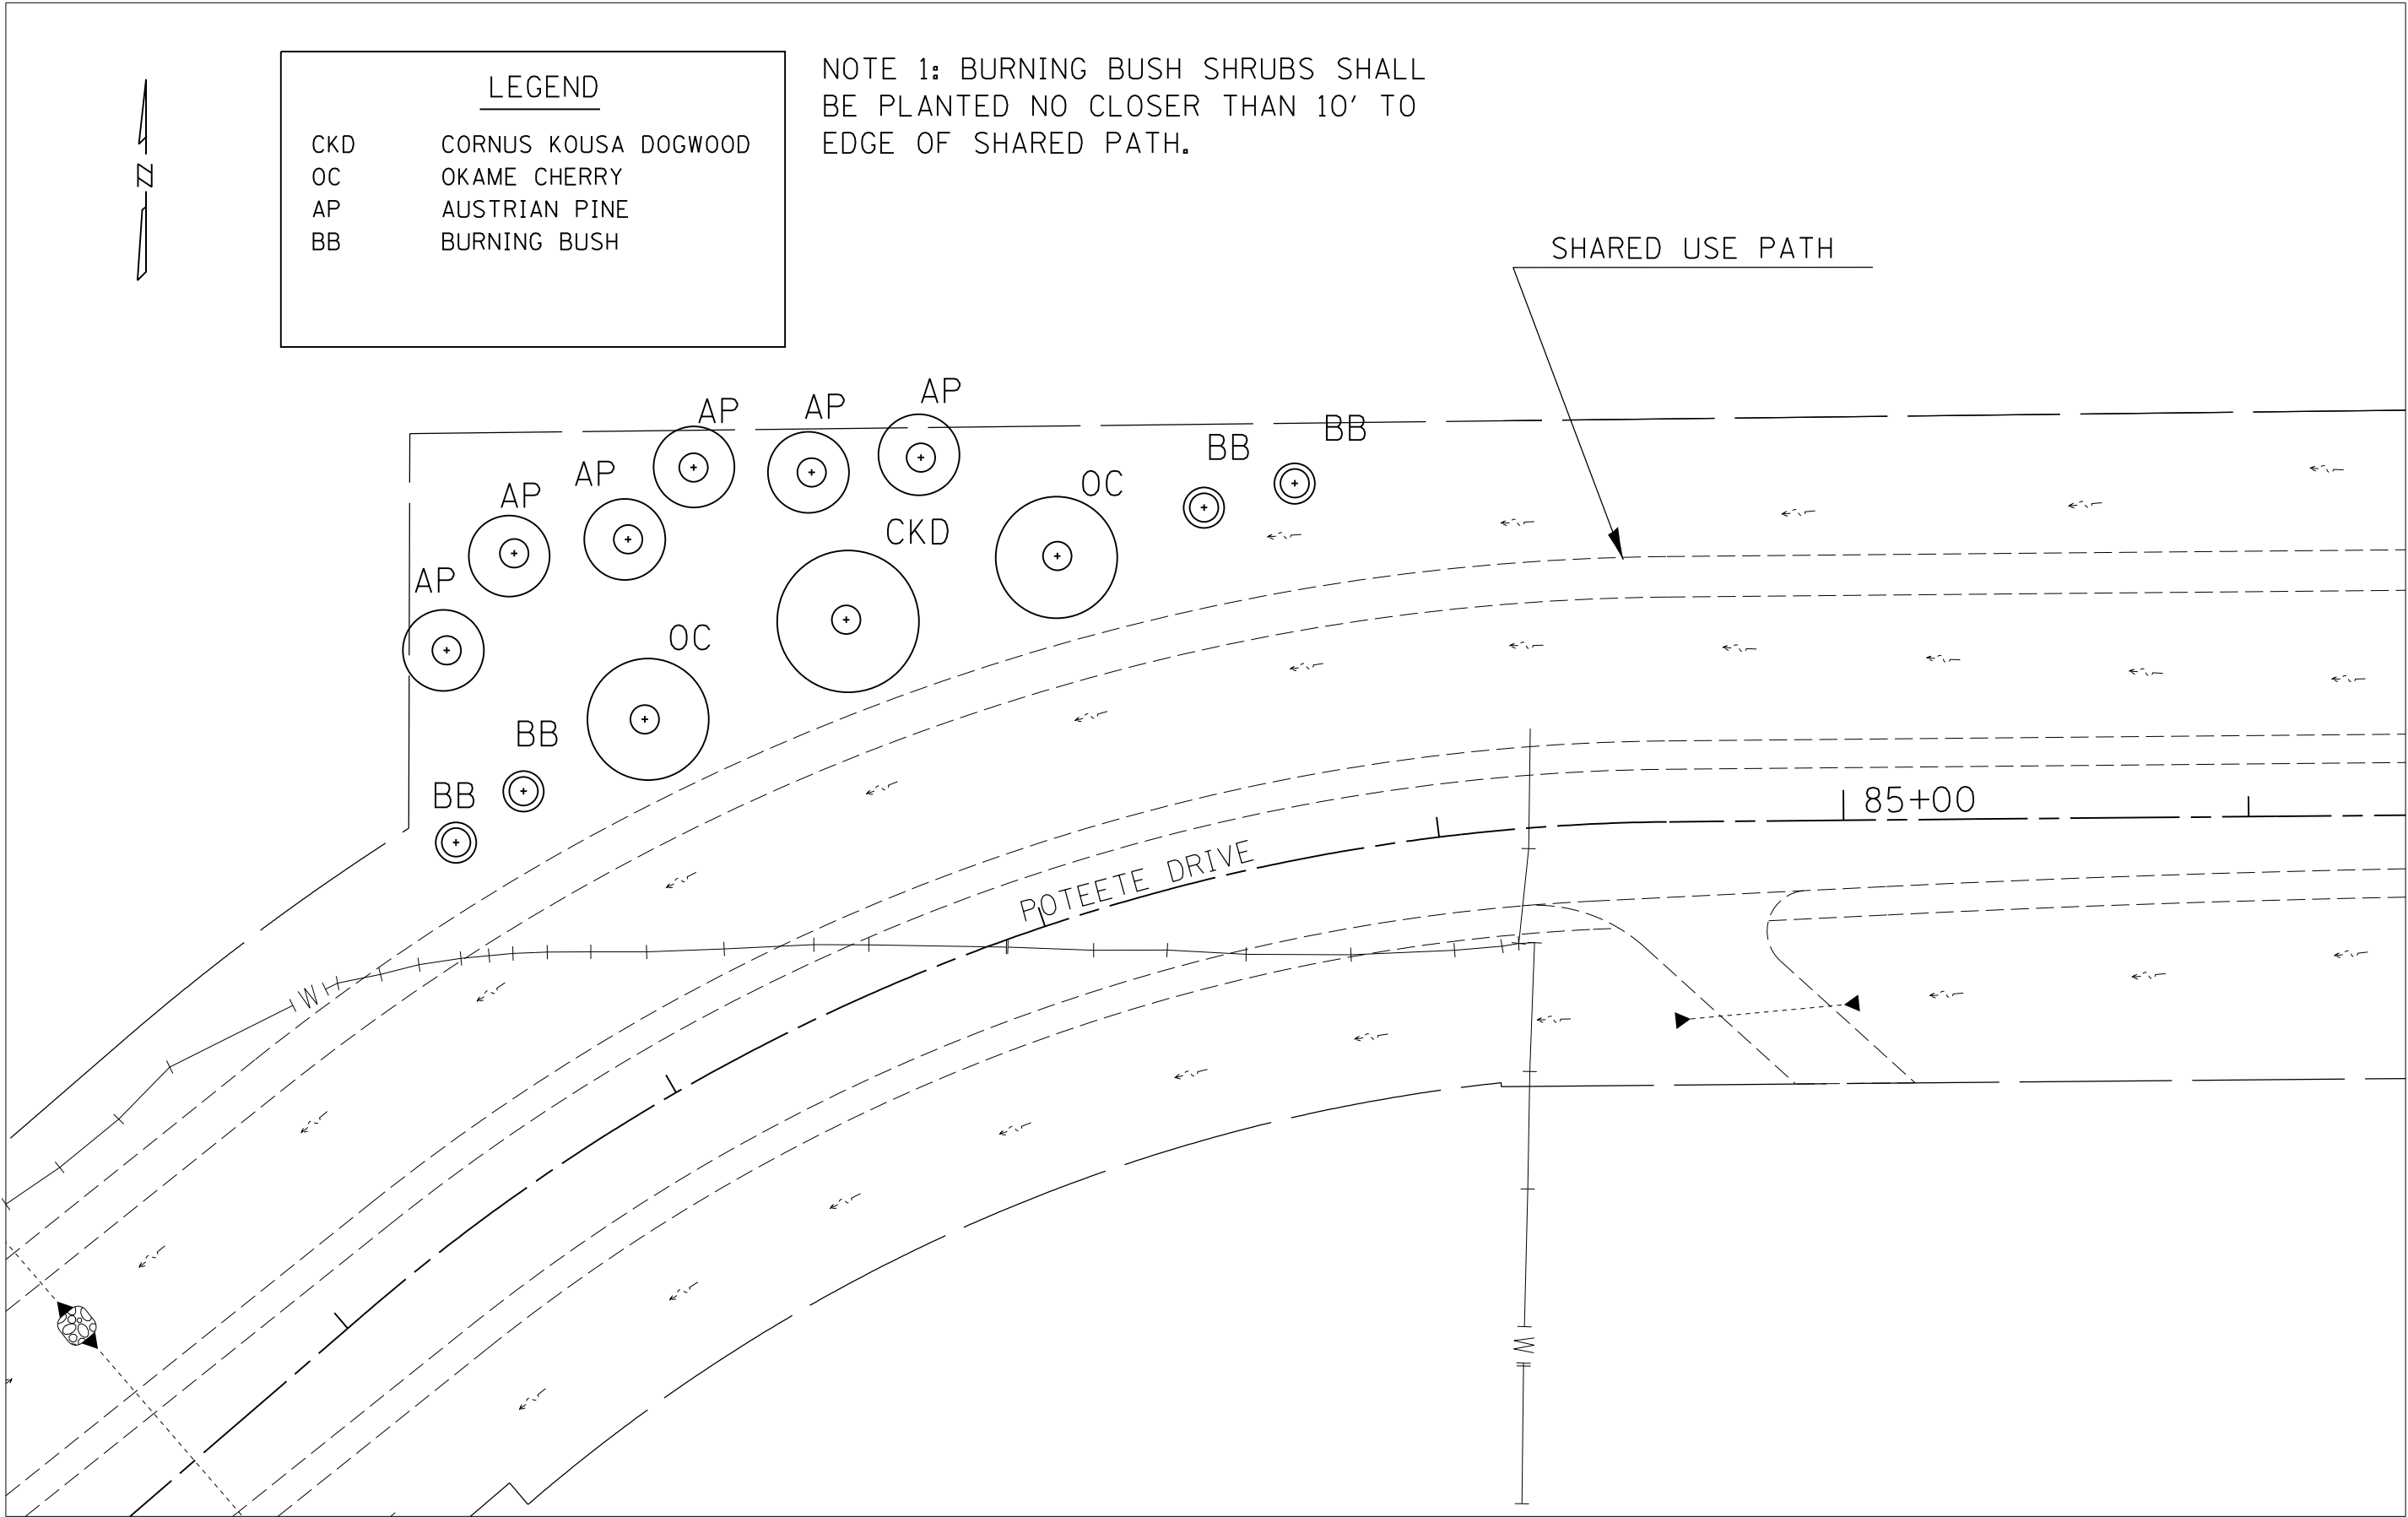 LEGEND
CKD CORNUS KOUSA DOGWOOD
OC OKAME CHERRY
AP AUSTRIAN PINE
BB BURNING BUSH
NOTE 1: BURNING BUSH SHRUBS SHALL
BE PLANTED NO CLOSER THAN 10' TO
EDGE OF SHARED PATH.
N
SHARED USE PATH
AP
AP
AP
BB
BB
AP
OC
AP
CKD
AP
OC
BB
BB
85+00
POTEETE DRIVE
W
W